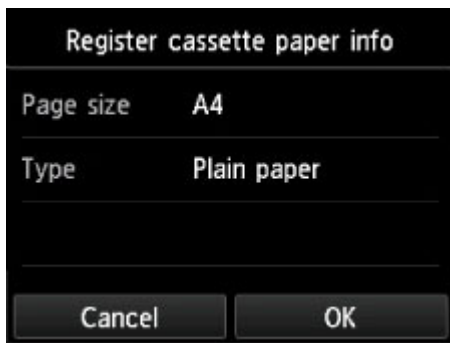 Register cassette paper info
Page size A4
Type Plain paper
Cancel OK